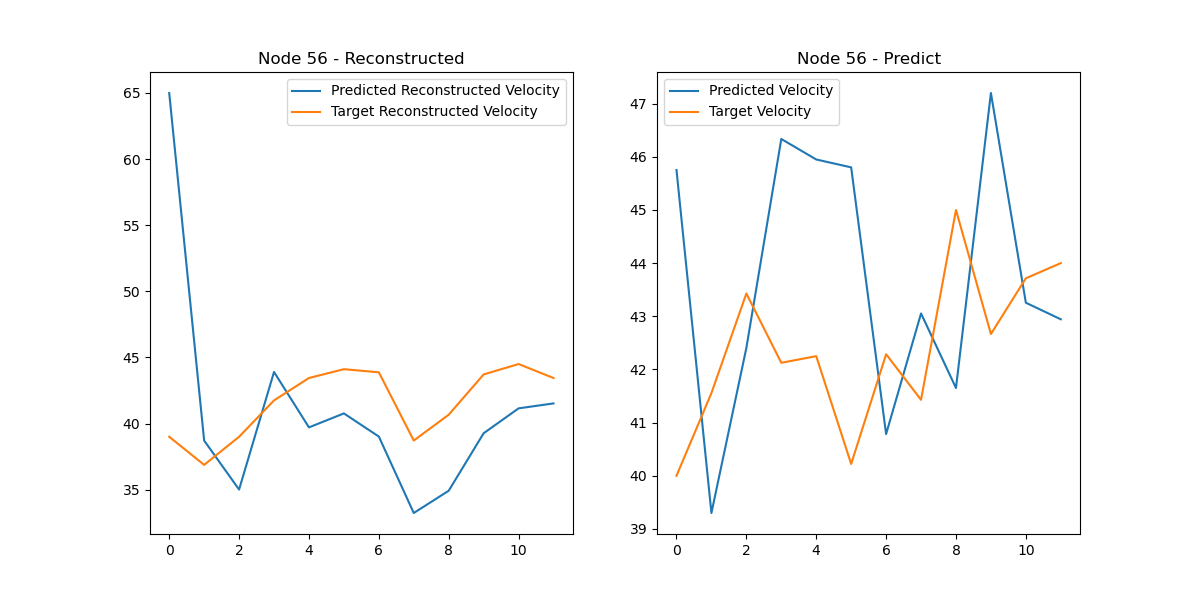 Node 56 - Reconstructed
Predicted Reconstructed Velocity
Target Reconstructed Velocity
65
60
55
50
45
40
35
0 2 4 6 8 10
Node 56 - Predict
Predicted Velocity
Target Velocity
47
46
45
44
43
42
41
40
39
0 2 4 6 8 10